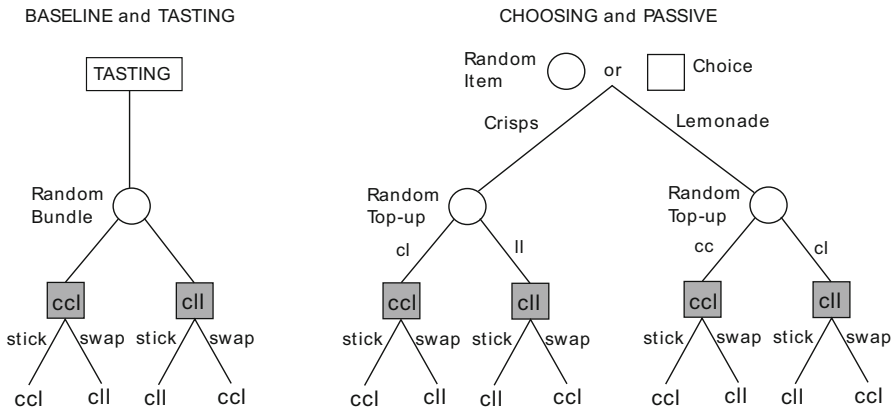 BASELINE and TASTING
CHOOSING and PASSIVE
TASTING
Random
Item
or
Choice
Crisps
Lemonade
Random
Bundle
Random
Top-up
Random
Top-up
cl
ll
cc
cl
ccl
cll
ccl
cll
ccl
cll
stick
swap
stick
swap
stick
swap
stick
swap
stick
swap
stick
swap
ccl
cll
cll
ccl
ccl
cll
cll
ccl
ccl
cll
cll
ccl